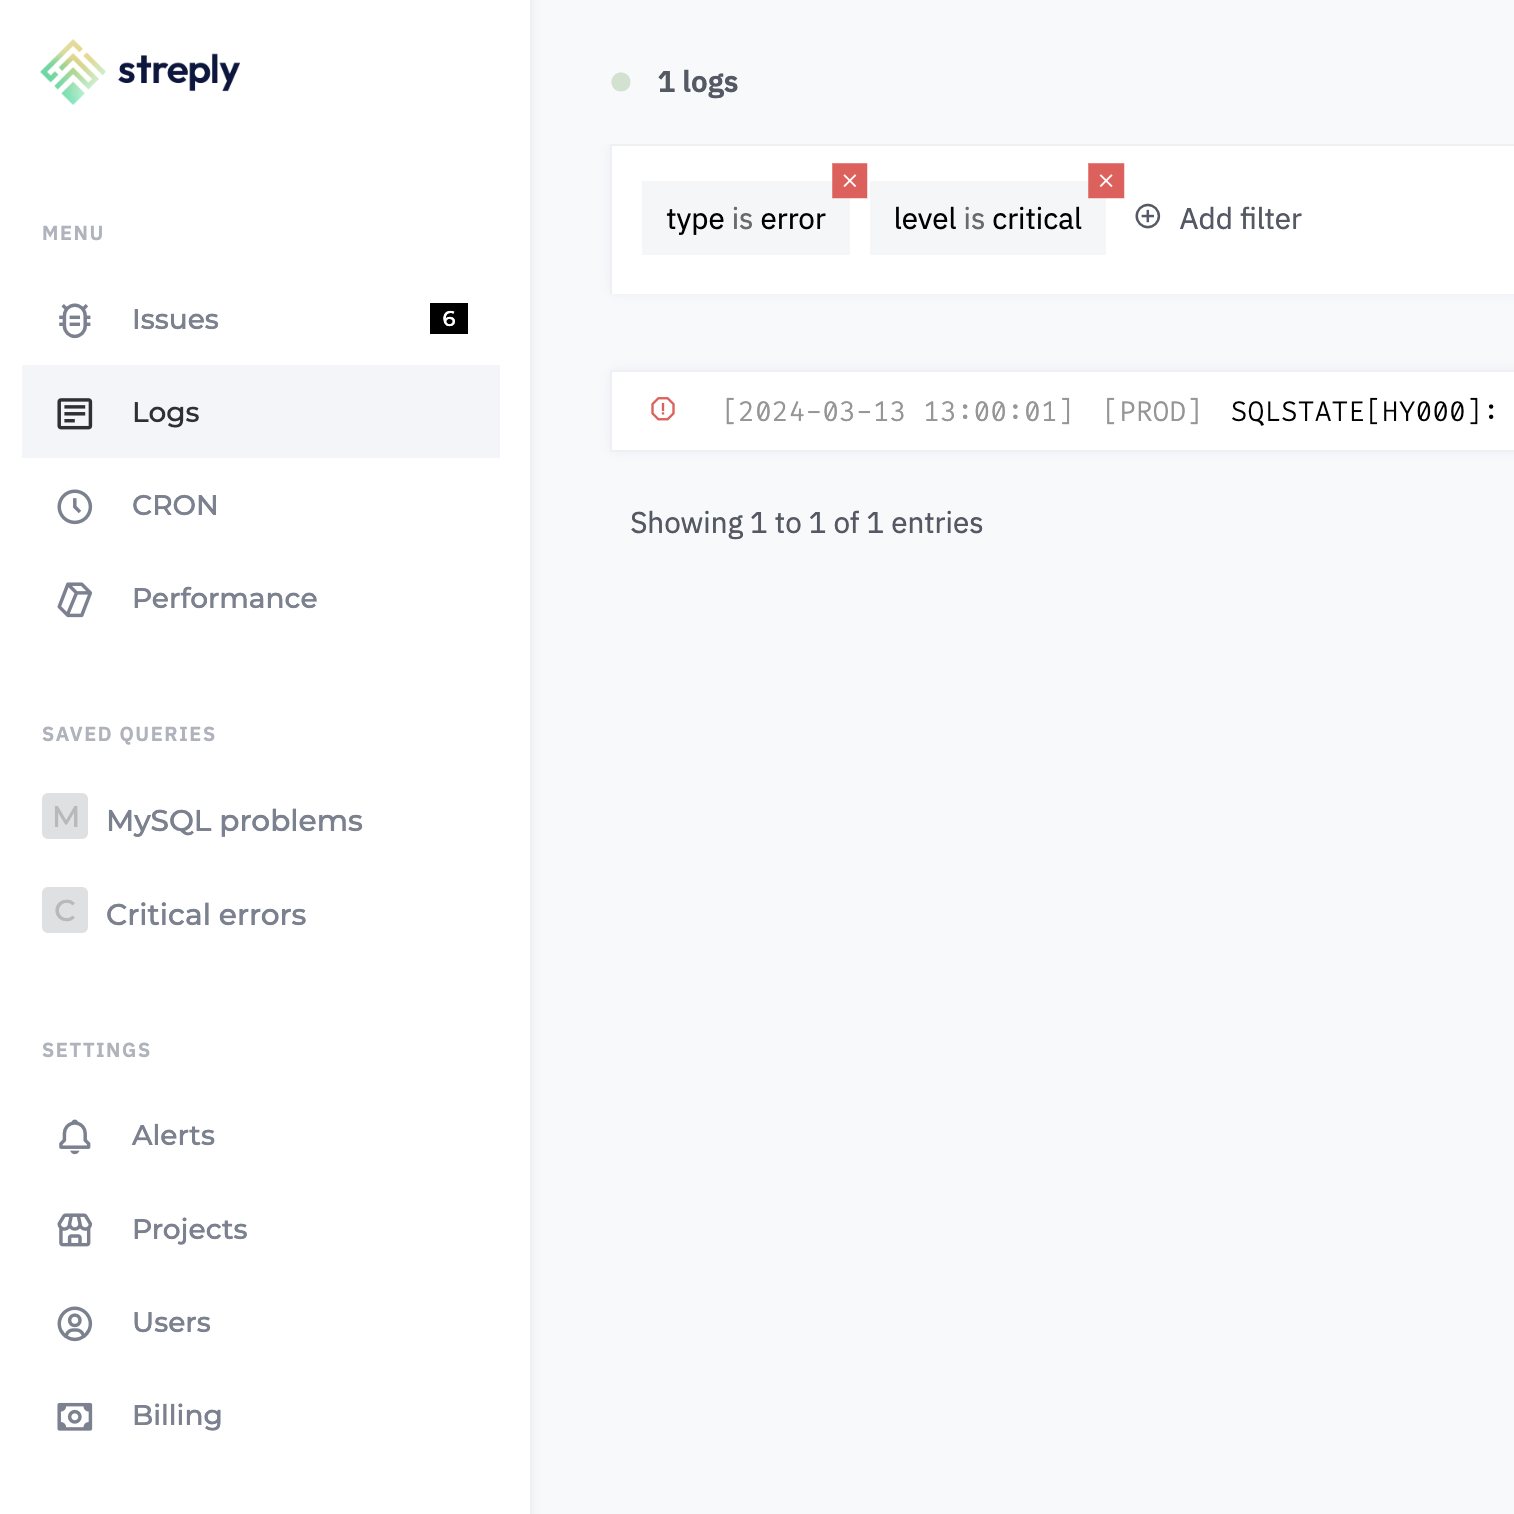 streply
MENU
Issues 6
Logs
CRON
Performance
SAVED QUERIES
M MySQL problems
C Critical errors
SETTINGS
Alerts
Projects
Users
Billing
1 logs
type is error level is critical Add filter
[2024-03-13 13:00:01] [PROD] SQLSTATE[HY000]:
Showing 1 to 1 of 1 entries